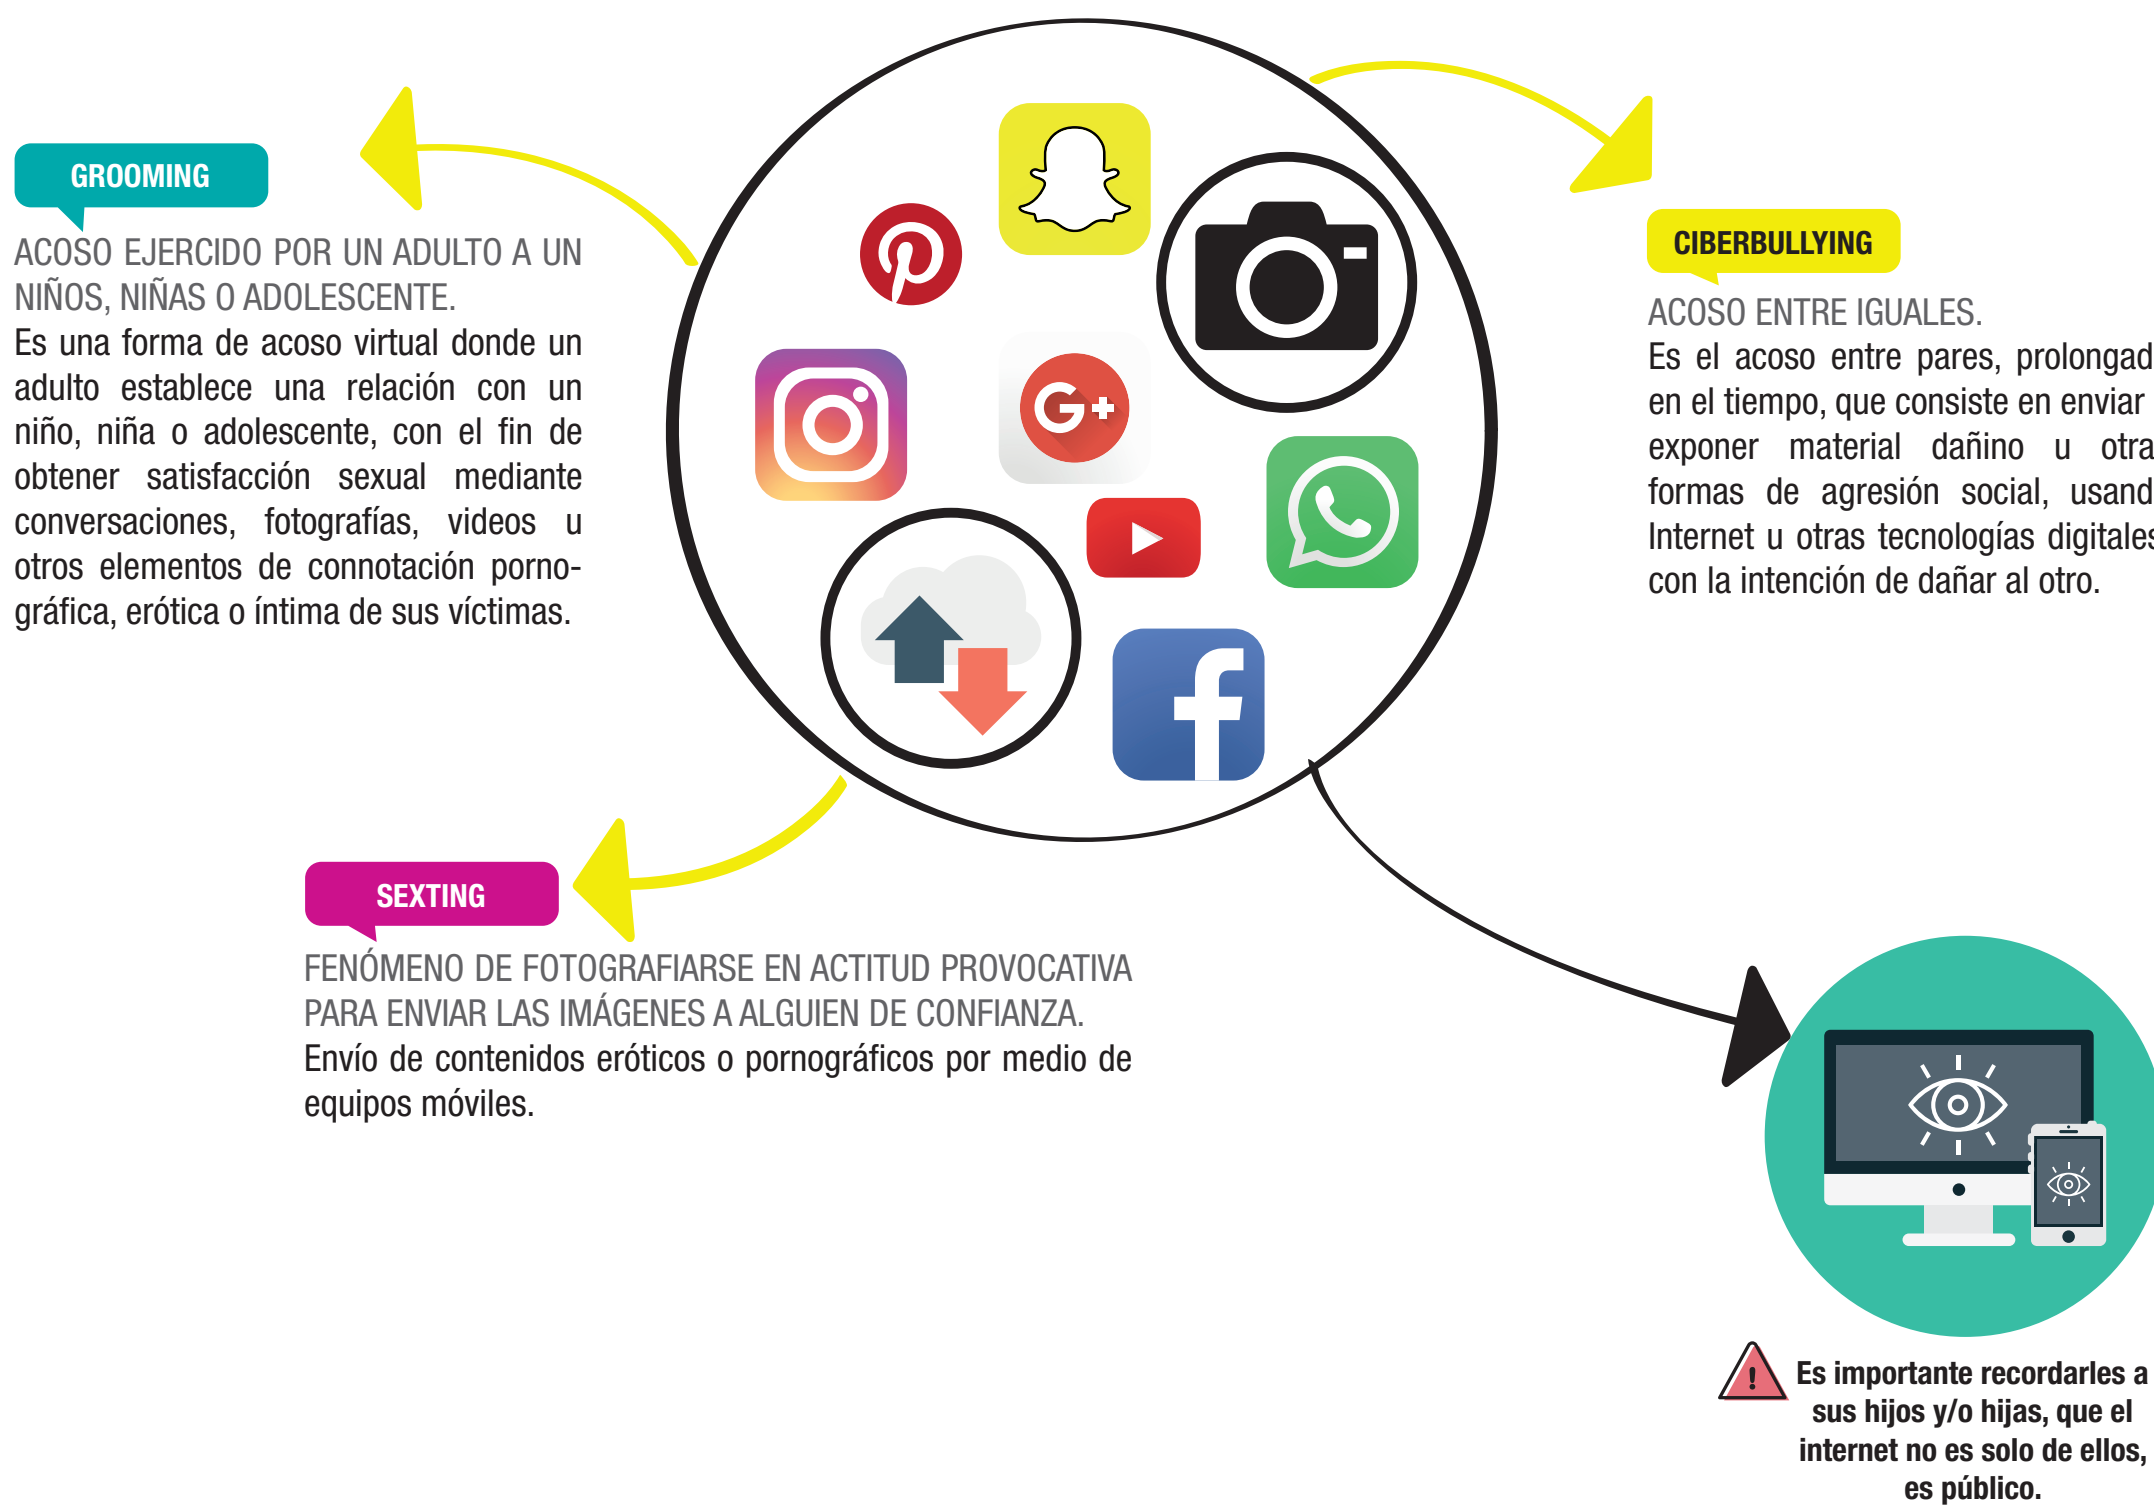 GROOMING
ACOSO EJERCIDO POR UN ADULTO A UN
NIÑOS, NIÑAS O ADOLESCENTE.
Es una forma de acoso virtual donde un
adulto establece una relación con un
niño, niña o adolescente, con el fin de
obtener satisfacción sexual mediante
conversaciones, fotografías, videos u
otros elementos de connotación porno-
gráfica, erótica o íntima de sus víctimas.
G+
CIBERBULLYING
ACOSO ENTRE IGUALES.
Es el acoso entre pares, prolongad
en el tiempo, que consiste en enviar
exponer material dañino u otra
formas de agresión social, usand
Internet u otras tecnologías digitales
con la intención de dañar al otro.
SEXTING
FENÓMENO DE FOTOGRAFIARSE EN ACTITUD PROVOCATIVA
PARA ENVIAR LAS IMÁGENES A ALGUIEN DE CONFIANZA.
Envío de contenidos eróticos o pornográficos por medio de
equipos móviles.
Es importante recordarles a
sus hijos y/o hijas, que el
internet no es solo de ellos,
es público.